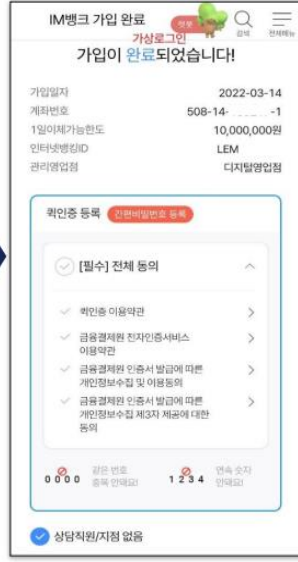 IM뱅크 가입 완료
챗봇
검색
전체메뉴
가상로그인
가입이 완료되었습니다!
가입일자 2022-03-14
계좌번호 508-14- -1
1일이체가능한도 10,000,000원
인터넷뱅킹ID LEM
관리영업점 디지털영업점
퀵인증 등록 간편비밀번호 등록
[필수] 전체 동의
퀵인증 이용약관
금융결제원 전자인증서비스
이용약관
금융결제원 인증서 발급에 따른
개인정보수집 및 이용동의
금융결제원 인증서 발급에 따른
개인정보수집 제3자 제공에 대한
동의
0 0 0 0 같은 번호
중복 안돼요!
1 2 3 4 연속 숫자
안돼요!
상담직원/지점 없음